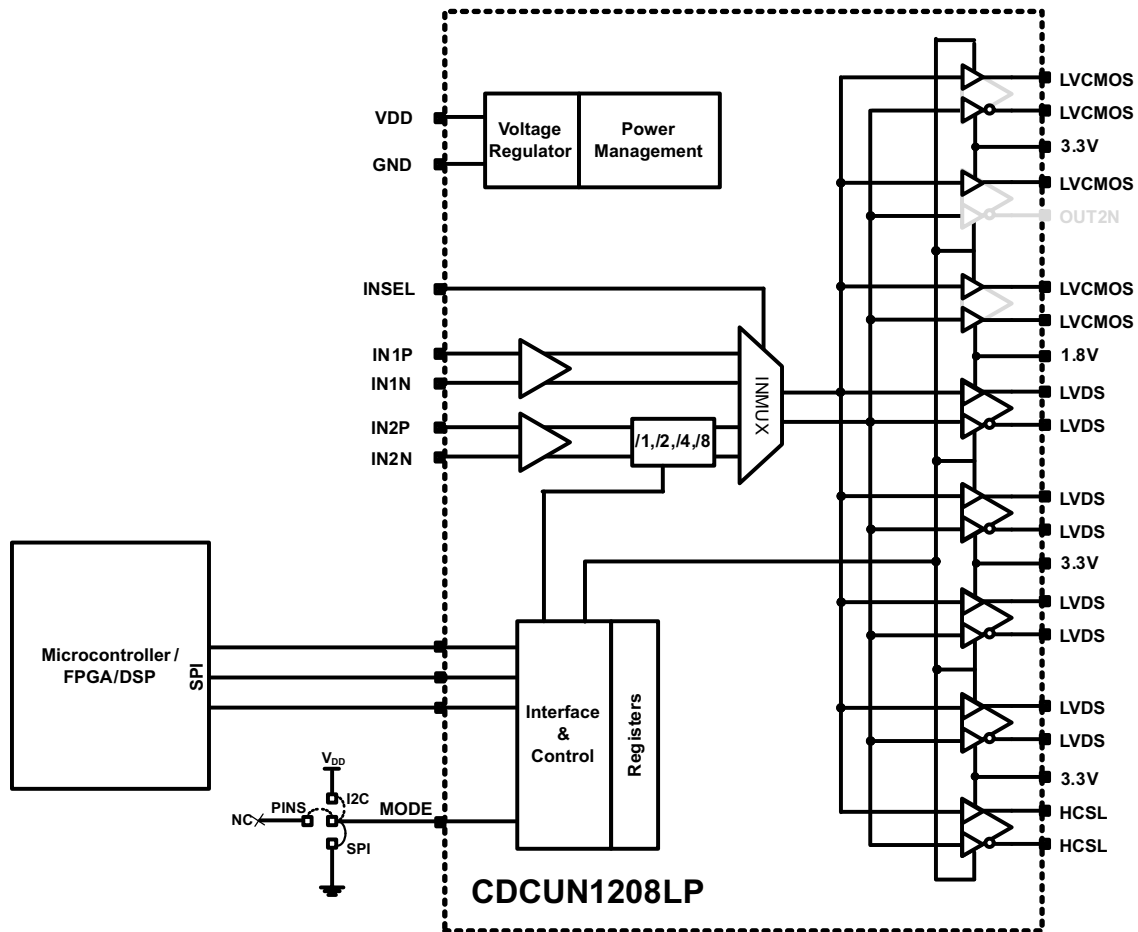 VDD
GND
Voltage
Regulator
Power
Management
INSEL
IN1P
IN1N
IN2P
IN2N
/1,/2,/4,/8
INMUX
LVCMOS
LVCMOS
3.3V
LVCMOS
OUT2N
LVCMOS
LVCMOS
1.8V
LVDS
LVDS
LVDS
LVDS
3.3V
LVDS
LVDS
LVDS
LVDS
3.3V
HCSL
HCSL
Microcontroller /
FPGA/DSP
SPI
Interface
&
Control
Registers
VDD
I2C
PINS
NC
SPI
MODE
CDCUN1208LP